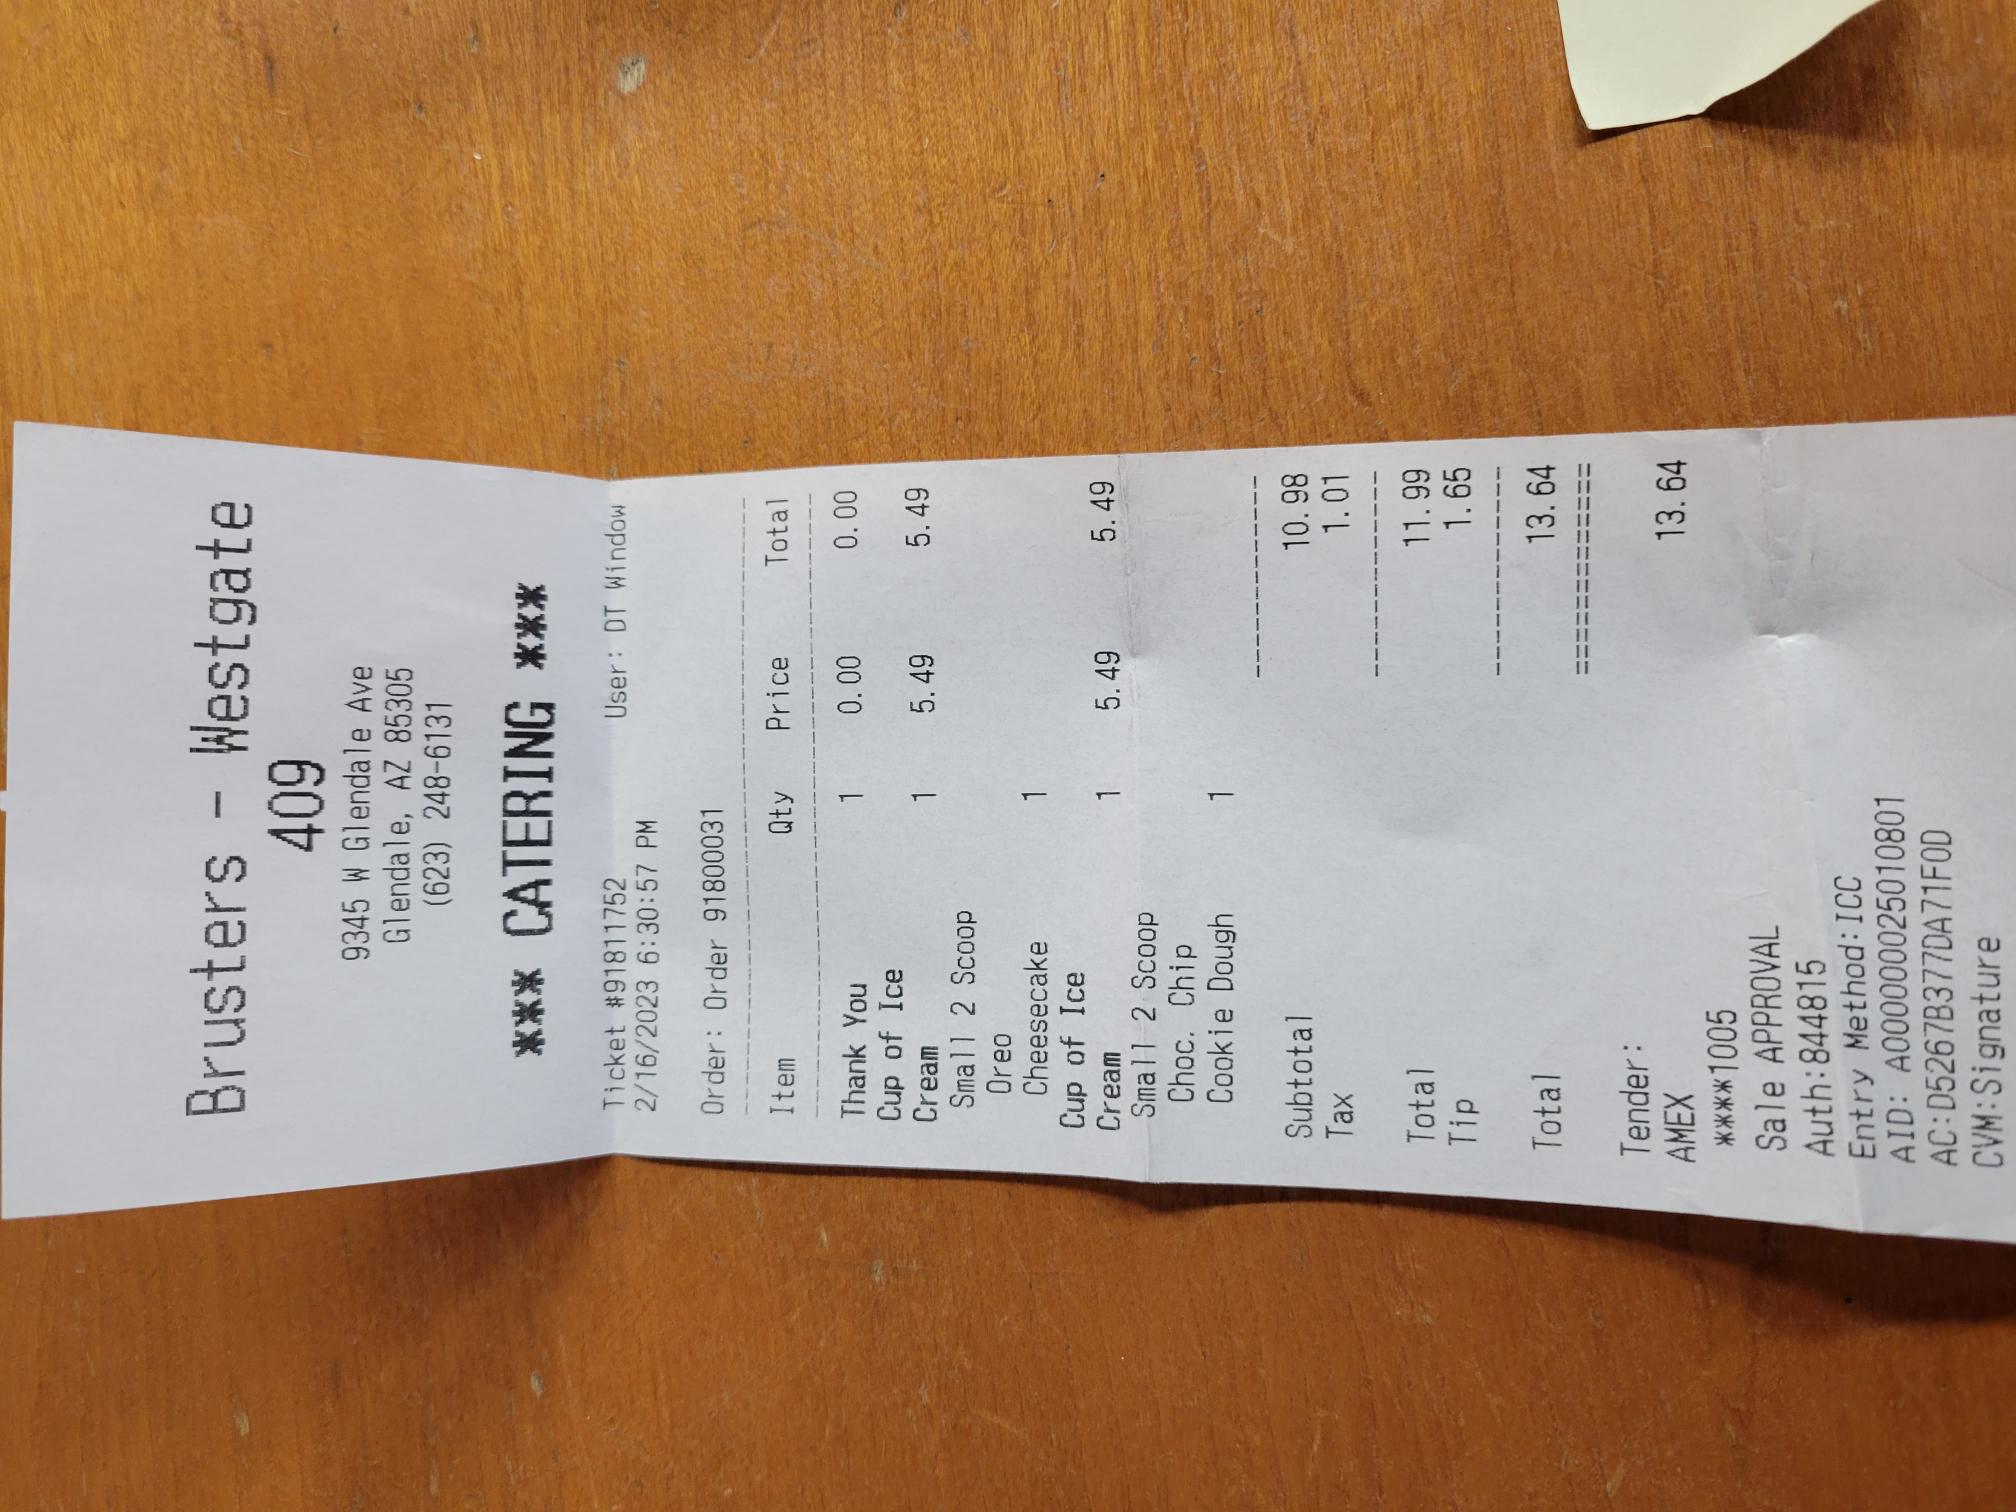 Brusters - Westgate
409
9345 W Glendale Ave
Glendale, AZ 85305
(623) 248-6131
*** CATERING ***
Ticket #91811752 User: DT Window
2/16/2023 6:30:57 PM
Order: Order 91800031
Item Qty Price Total
Thank You 1 0.00 0.00
Cup of Ice
Cream 1 5.49 5.49
Small 2 Scoop
Oreo
Cheesecake 1
Cup of Ice
Cream 1 5.49 5.49
Small 2 Scoop
Choc. Chip
Cookie Dough 1
Subtotal 10.98
Tax 1.01
Total 11.99
Tip 1.65
Total 13.64
Tender:
AMEX 13.64
****1005
Sale APPROVAL
Auth:844815
Entry Method:ICC
AID: A000000025010801
AC:D5267B377DA71F0D
CVM:Signature